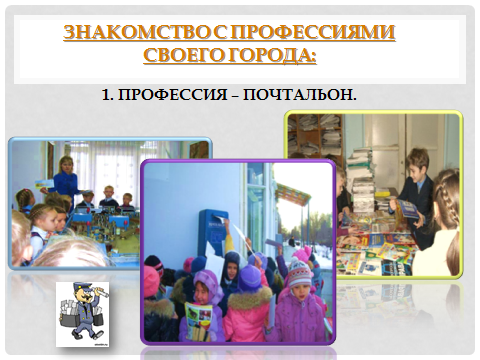 ЗНАКОМСТВО С ПРОФЕССИЯМИ
СВОЕГО ГОРОДА:
1. ПРОФЕССИЯ – ПОЧТАЛЬОН.